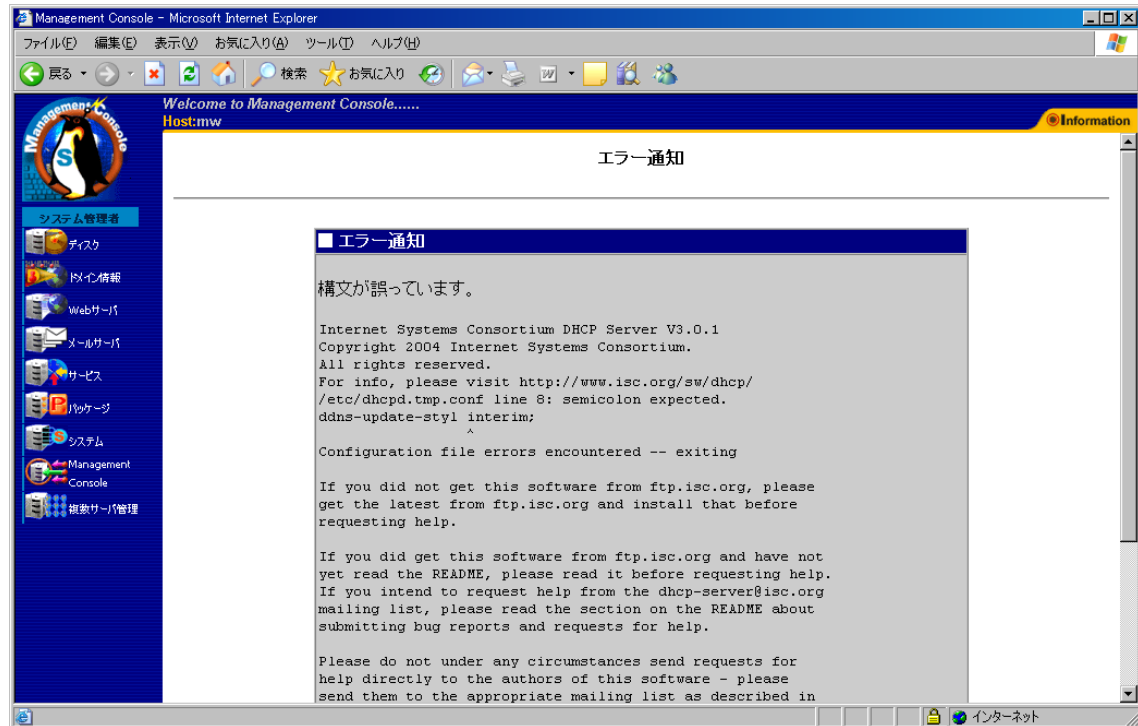 Management Console - Microsoft Internet Explorer
ファイル(F) 編集(E) 表示(V) お気に入り(A) ツール(T) ヘルプ(H)
戻る 検索 お気に入り
Management Console
S
Welcome to Management Console......
Host:mw
Information
システム管理者
ディスク
ドメイン情報
Webサーバ
メールサーバ
サービス
パッケージ
システム
Management
Console
複数サーバ管理
エラー通知
■ エラー通知
構文が誤っています。
Internet Systems Consortium DHCP Server V3.0.1
Copyright 2004 Internet Systems Consortium.
All rights reserved.
For info, please visit http://www.isc.org/sw/dhcp/
/etc/dhcpd.tmp.conf line 8: semicolon expected.
ddns-update-styl interim;
^
Configuration file errors encountered -- exiting
If you did not get this software from ftp.isc.org, please
get the latest from ftp.isc.org and install that before
requesting help.
If you did get this software from ftp.isc.org and have not
yet read the README, please read it before requesting help.
If you intend to request help from the dhcp-server@isc.org
mailing list, please read the section on the README about
submitting bug reports and requests for help.
Please do not under any circumstances send requests for
help directly to the authors of this software - please
send them to the appropriate mailing list as described in
インターネット